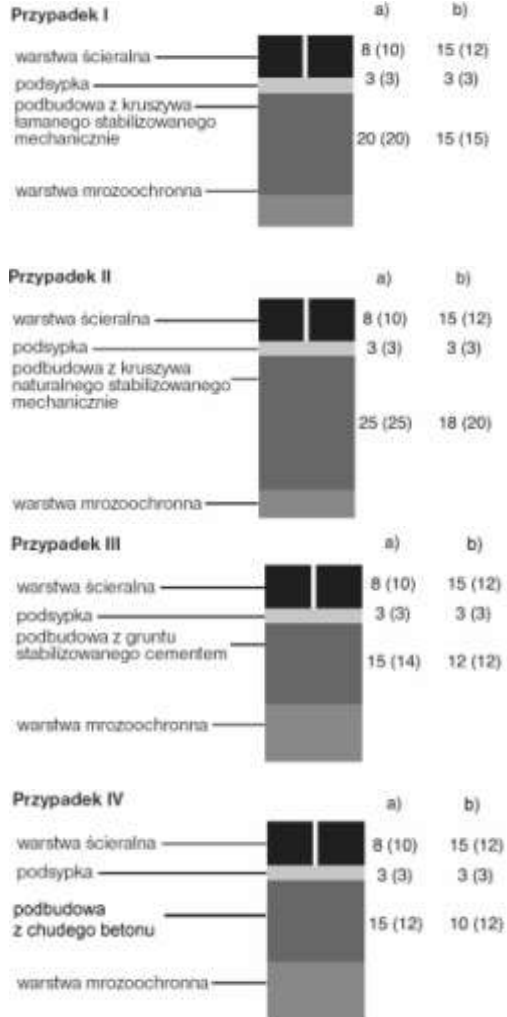 Przypadek I a) b)
warstwa ścieralna 8 (10) 15 (12)
podsypka 3 (3) 3 (3)
podbudowa z kruszywa
łamanego stabilizowanego
mechanicznie 20 (20) 15 (15)
warstwa mrozoochronna
Przypadek II a) b)
warstwa ścieralna 8 (10) 15 (12)
podsypka 3 (3) 3 (3)
podbudowa z kruszywa
naturalnego stabilizowanego
mechanicznie 25 (25) 18 (20)
warstwa mrozoochronna
Przypadek III a) b)
warstwa ścieralna 8 (10) 15 (12)
podsypka 3 (3) 3 (3)
podbudowa z gruntu
stabilizowanego cementem 15 (14) 12 (12)
warstwa mrozoochronna
Przypadek IV a) b)
warstwa ścieralna 8 (10) 15 (12)
podsypka 3 (3) 3 (3)
podbudowa
z chudego betonu 15 (12) 10 (12)
warstwa mrozoochronna